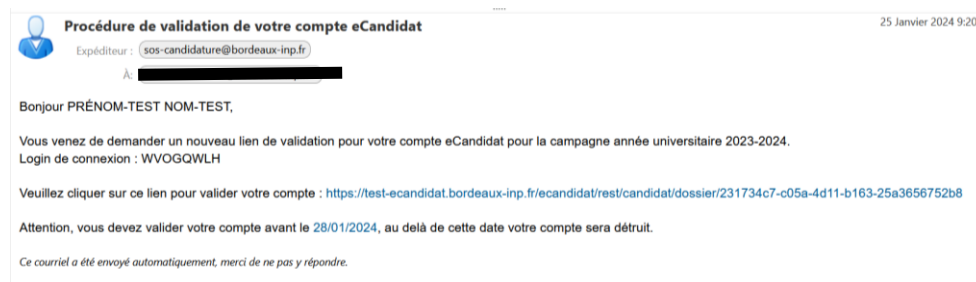 Procédure de validation de votre compte eCandidat
25 Janvier 2024 9:20
Expéditeur : sos-candidature@bordeaux-inp.fr
À:
Bonjour PRÉNOM-TEST NOM-TEST,
Vous venez de demander un nouveau lien de validation pour votre compte eCandidat pour la campagne année universitaire 2023-2024.
Login de connexion : WVOGQWLH
Veuillez cliquer sur ce lien pour valider votre compte : https://test-ecandidat.bordeaux-inp.fr/ecandidat/rest/candidat/dossier/231734c7-c05a-4d11-b163-25a3656752b8
Attention, vous devez valider votre compte avant le 28/01/2024, au delà de cette date votre compte sera détruit.
Ce courriel a été envoyé automatiquement, merci de ne pas y répondre.